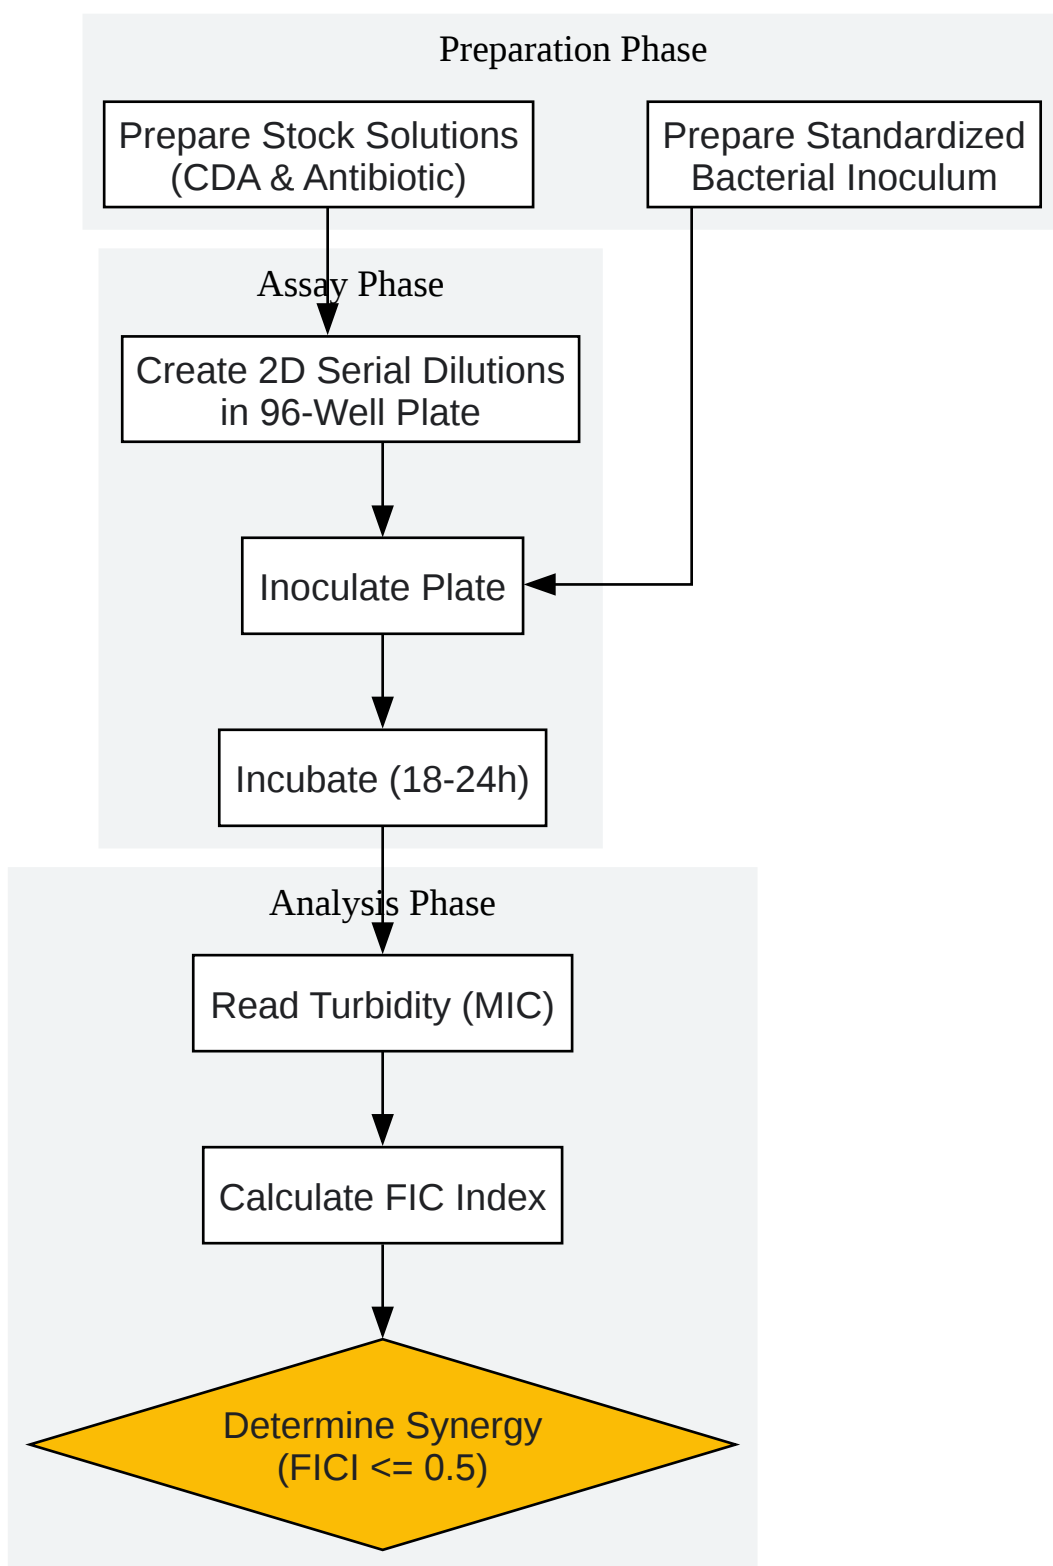 Preparation Phase
Prepare Stock Solutions
(CDA & Antibiotic)
Prepare Standardized
Bacterial Inoculum
Assay Phase
Create 2D Serial Dilutions
in 96-Well Plate
Inoculate Plate
Incubate (18-24h)
Analysis Phase
Read Turbidity (MIC)
Calculate FIC Index
Determine Synergy
(FICI <= 0.5)